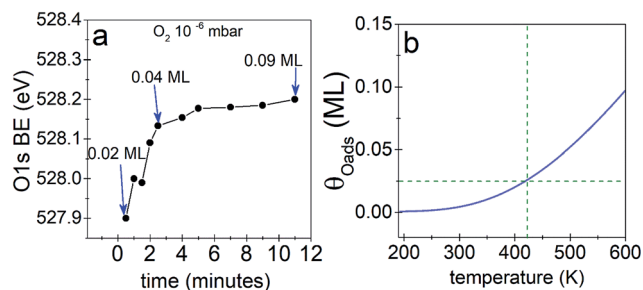 a
O₂ 10⁻⁶ mbar
0.02 ML
0.04 ML
0.09 ML
528.4
528.3
528.2
528.1
528.0
527.9
O1s BE (eV)
0 2 4 6 8 10 12
time (minutes)
b
0.15
0.10
0.05
0.00
θOads (ML)
200 300 400 500 600
temperature (K)